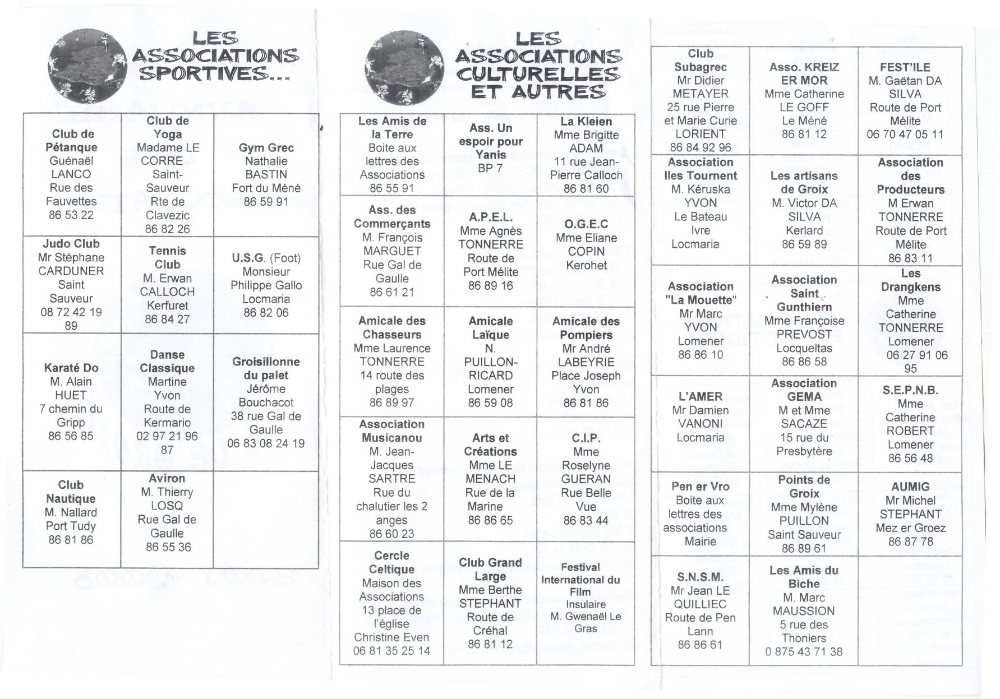 LES
ASSOCIATIONS
SPORTIVES...
Club de
Pétanque
Guénaël
LANCO
Rue des
Fauvettes
86 53 22
Club de
Yoga
Madame LE
CORRE
Saint-
Sauveur
Rte de
Clavezic
86 82 26
Gym Grec
Nathalie
BASTIN
Fort du Méné
86 59 91
Judo Club
Mr Stéphane
CARDUNER
Saint
Sauveur
08 72 42 19
89
Tennis
Club
M. Erwan
CALLOCH
Kerfuret
86 84 27
U.S.G. (Foot)
Monsieur
Philippe Gallo
Locmaria
86 82 06
Karaté Do
M. Alain
HUET
7 chemin du
Gripp
86 56 85
Danse
Classique
Martine
Yvon
Route de
Kermario
02 97 21 96
87
Groisillonne
du palet
Jérôme
Bouchacot
38 rue Gal de
Gaulle
06 83 08 24 19
Club
Nautique
M. Nallard
Port Tudy
86 81 86
Aviron
M. Thierry
LOSQ
Rue Gal de
Gaulle
86 55 36
LES
ASSOCIATIONS
CULTURELLES
ET AUTRES
Les Amis de
la Terre
Boite aux
lettres des
Associations
86 55 91
Ass. Un
espoir pour
Yanis
BP 7
La Kleien
Mme Brigitte
ADAM
11 rue Jean-
Pierre Calloch
86 81 60
Ass. des
Commerçants
M. François
MARGUET
Rue Gal de
Gaulle
86 61 21
A.P.E.L.
Mme Agnès
TONNERRE
Route de
Port Mélite
86 89 16
O.G.E.C
Mme Eliane
COPIN
Kerohet
Amicale des
Chasseurs
Mme Laurence
TONNERRE
14 route des
plages
86 89 97
Amicale
Laïque
N.
PUILLON-
RICARD
Lomener
86 59 08
Amicale des
Pompiers
Mr André
LABEYRIE
Place Joseph
Yvon
86 81 86
Association
Musicanou
M. Jean-
Jacques
SARTRE
Rue du
chalutier les 2
anges
86 60 23
Arts et
Créations
Mme LE
MENACH
Rue de la
Marine
86 86 65
C.I.P.
Mme
Roselyne
GUERAN
Rue Belle
Vue
86 83 44
Cercle
Celtique
Maison des
Associations
13 place de
l'église
Christine Even
06 81 35 25 14
Club Grand
Large
Mme Berthe
STEPHANT
Route de
Créhal
86 81 12
Festival
International du
Film
Insulaire
M. Gwenaël Le
Gras
Club
Subagrec
Mr Didier
METAYER
25 rue Pierre
et Marie Curie
LORIENT
86 84 92 96
Asso. KREIZ
ER MOR
Mme Catherine
LE GOFF
Le Méné
86 81 12
FEST'ILE
M. Gaëtan DA
SILVA
Route de Port
Mélite
06 70 47 05 11
Association
Iles Tournent
M. Kéruska
YVON
Le Bateau
Ivre
Locmaria
Les artisans
de Groix
M. Victor DA
SILVA
Kerlard
86 59 89
Association
des
Producteurs
M Erwan
TONNERRE
Route de Port
Mélite
86 83 11
Association
"La Mouette"
Mr Marc
YVON
Lomener
86 86 10
Association
Saint
Gunthiern
Mme Françoise
PREVOST
Locqueltas
86 86 58
Les
Drangkens
Mme
Catherine
TONNERRE
Lomener
06 27 91 06
95
L'AMER
Mr Damien
VANONI
Locmaria
Association
GEMA
M et Mme
SACAZE
15 rue du
Presbytère
S.E.P.N.B.
Mme
Catherine
ROBERT
Lomener
86 56 48
Pen er Vro
Boite aux
lettres des
associations
Mairie
Points de
Groix
Mme Mylène
PUILLON
Saint Sauveur
86 89 61
AUMIG
Mr Michel
STEPHANT
Mez er Groez
86 87 78
S.N.S.M.
Mr Jean LE
QUILLIEC
Route de Pen
Lann
86 86 61
Les Amis du
Biche
M. Marc
MAUSSION
5 rue des
Thoniers
0 875 43 71 38